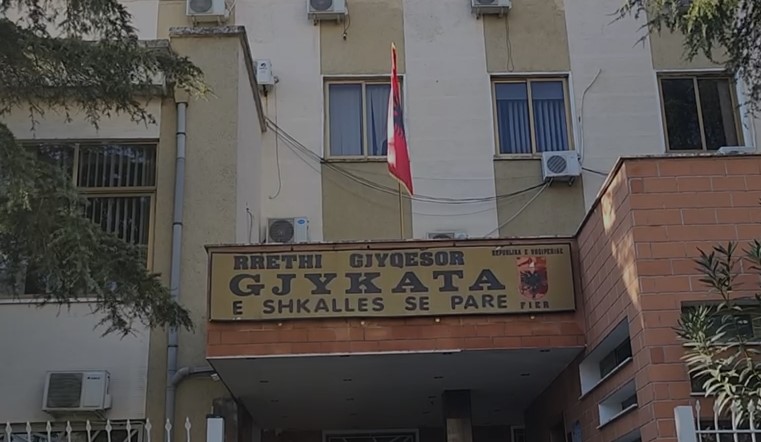 RRETHI GJYQESOR
GJYKATA
E SHKALLES SE PARE
REPUBLIKA E SHQIPERISE
FIER